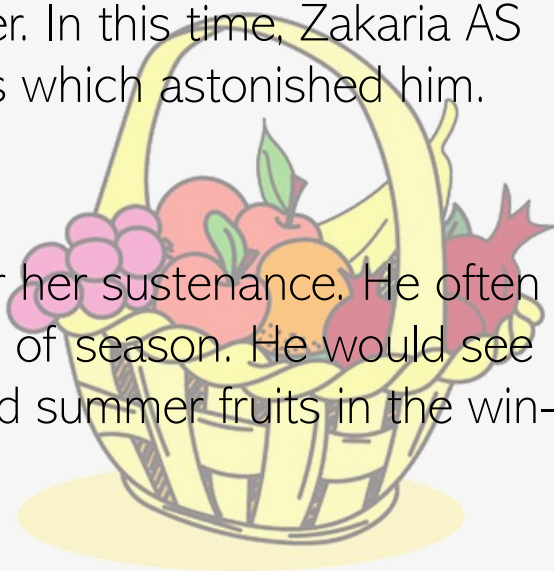 er. In this time, Zakaria AS
s which astonished him.
r her sustenance. He often
of season. He would see
d summer fruits in the win-